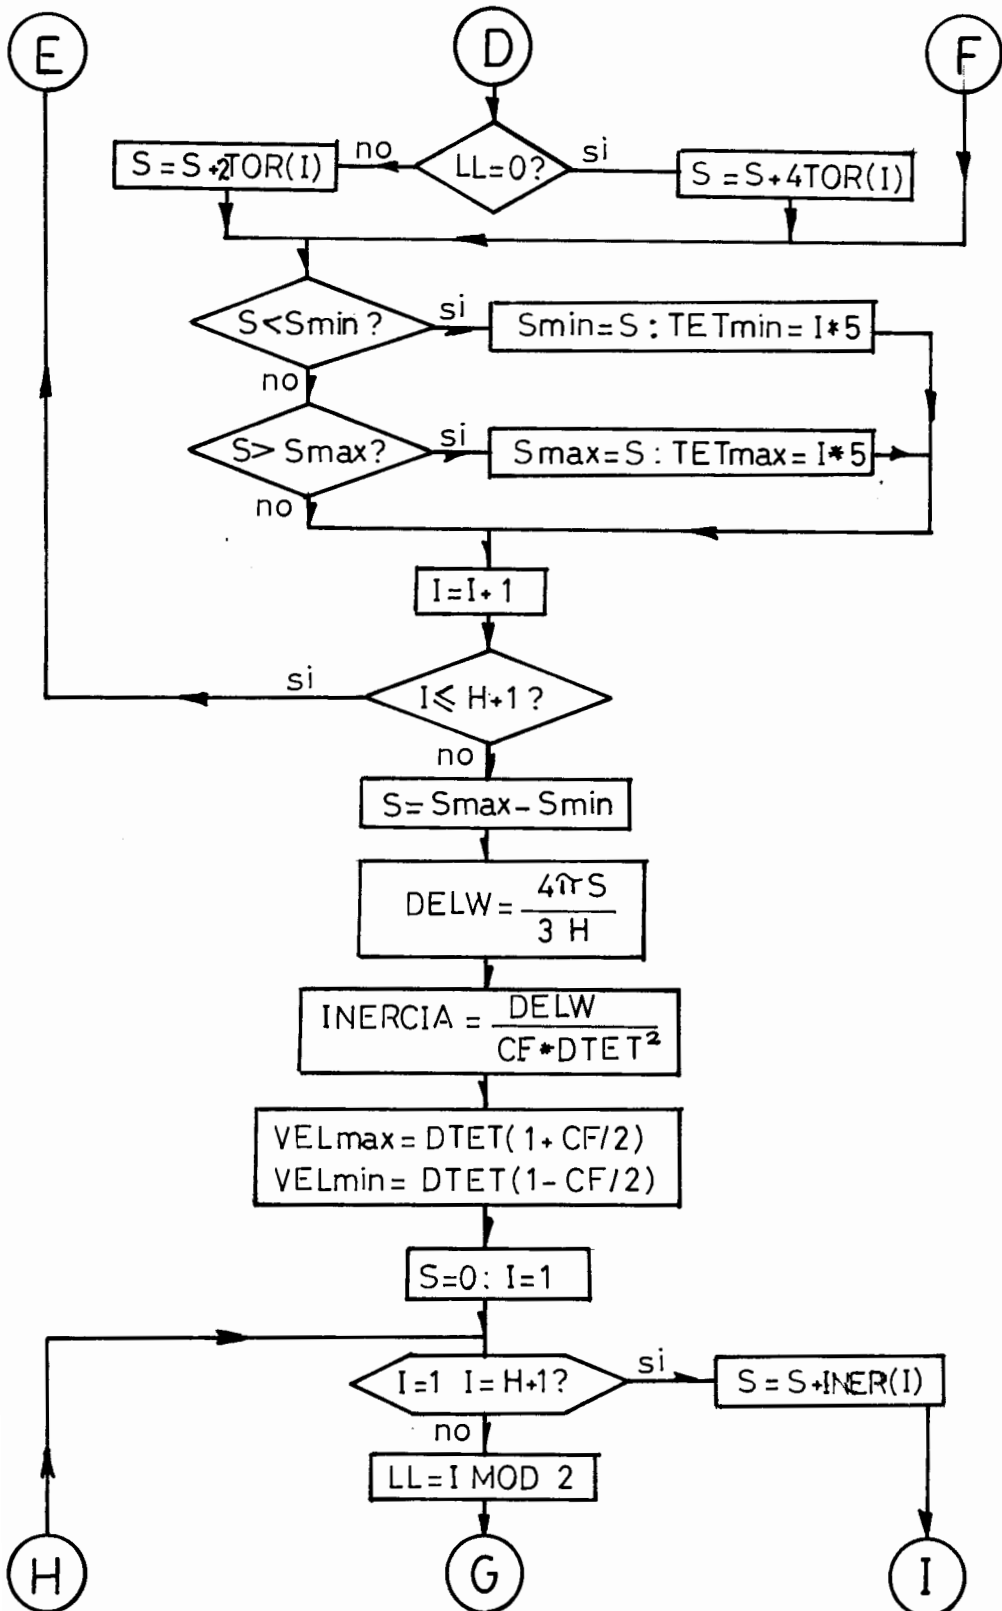 E
D
F
S = S+2TOR(I)
no
LL=0?
si
S = S+4TOR(I)
S<Smin?
si
Smin=S : TETmin= I*5
no
S> Smax?
si
Smax=S : TETmax= I*5
no
I=I+1
si
I⩽ H+1?
no
S= Smax-Smin
DELW= 4πS
3 H
INERCIA = DELW
CF*DTET²
VELmax= DTET(1+ CF/2)
VELmin= DTET(1-CF/2)
S=0: I=1
I=1 I=H+1?
si
S=S+INER(I)
no
LL=I MOD 2
H
G
I